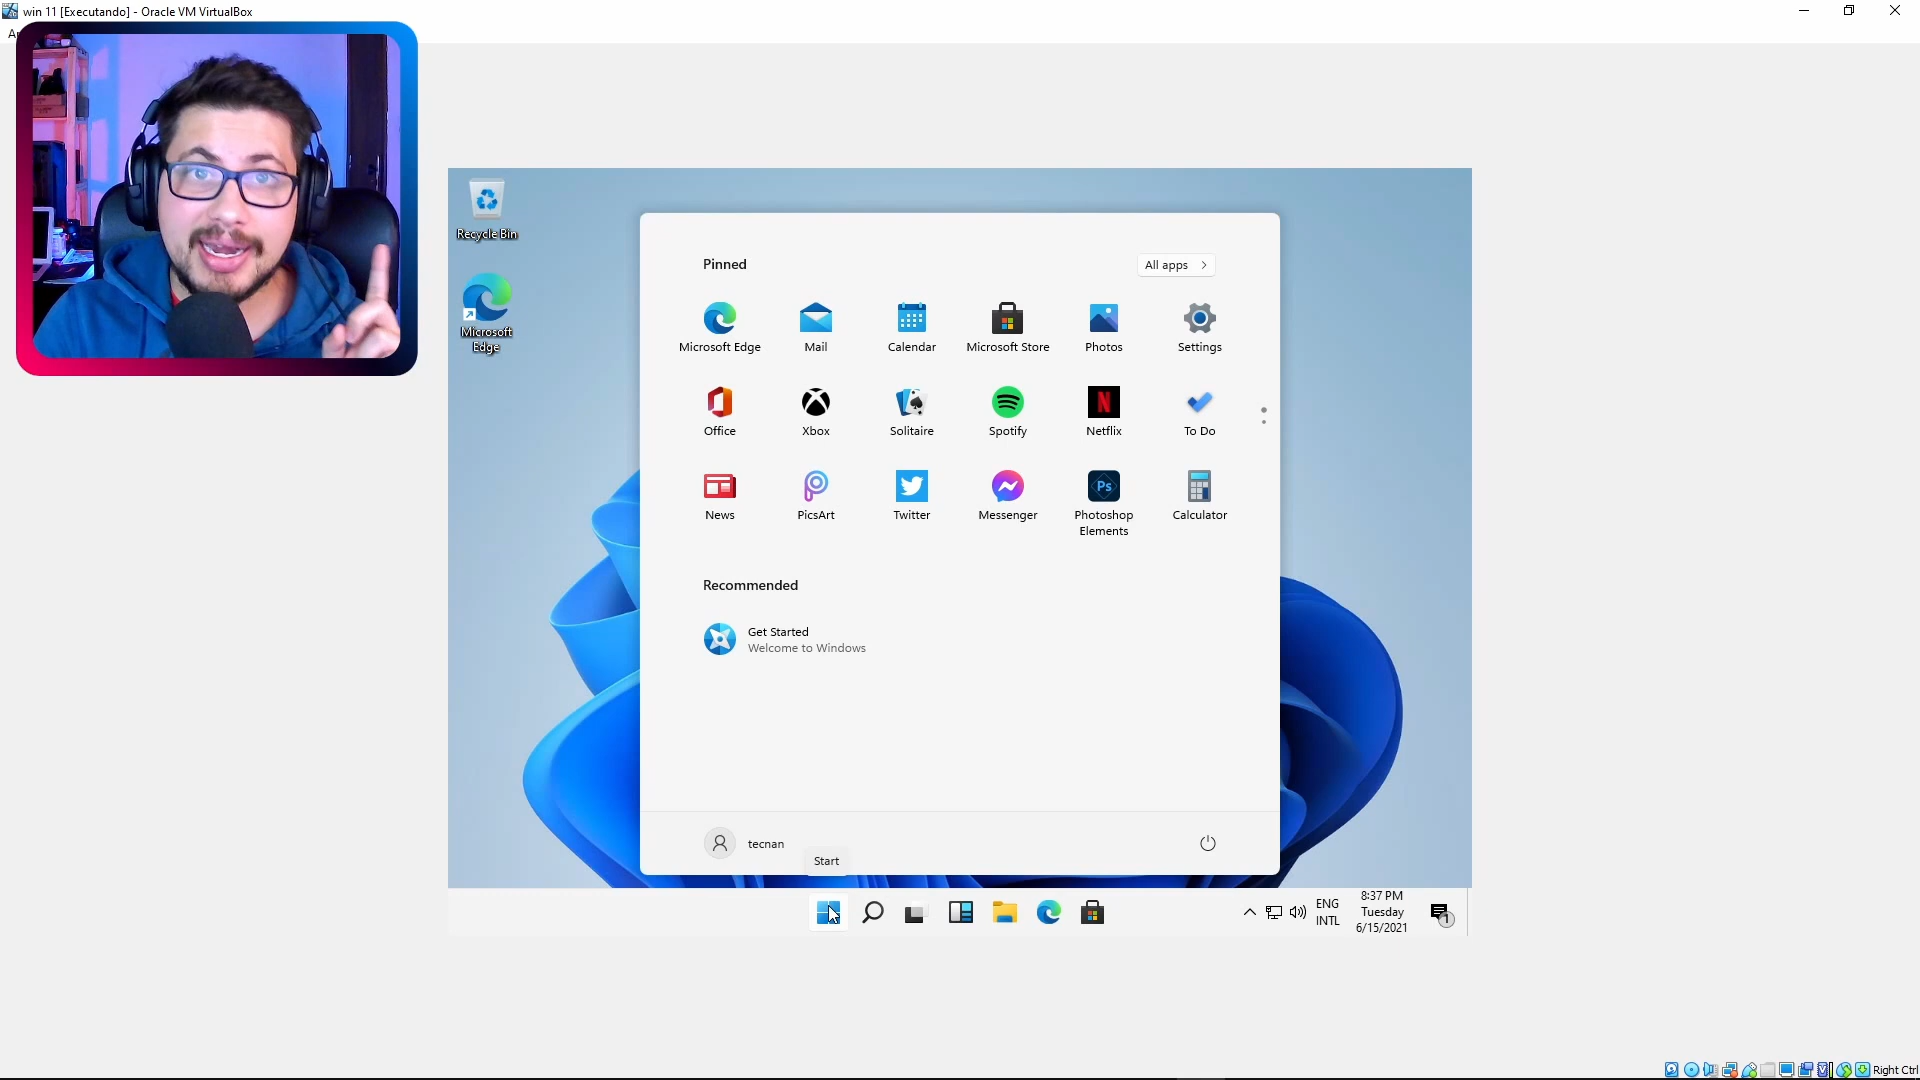 win 11 [Executando] - Oracle VM VirtualBox
Recycle Bin
Microsoft
Edge
Pinned
All apps
Microsoft Edge
Mail
Calendar
Microsoft Store
Photos
Settings
Office
Xbox
Solitaire
Spotify
Netflix
To Do
News
PicsArt
Twitter
Messenger
Photoshop
Elements
Calculator
Recommended
Get Started
Welcome to Windows
tecnan
Start
ENG
INTL
8:37 PM
Tuesday
6/15/2021
1
Right Ctrl